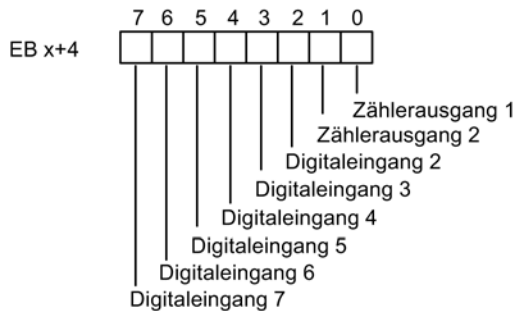 7 6 5 4 3 2 1 0
EB x+4
Zählerausgang 1
Zählerausgang 2
Digitaleingang 2
Digitaleingang 3
Digitaleingang 4
Digitaleingang 5
Digitaleingang 6
Digitaleingang 7